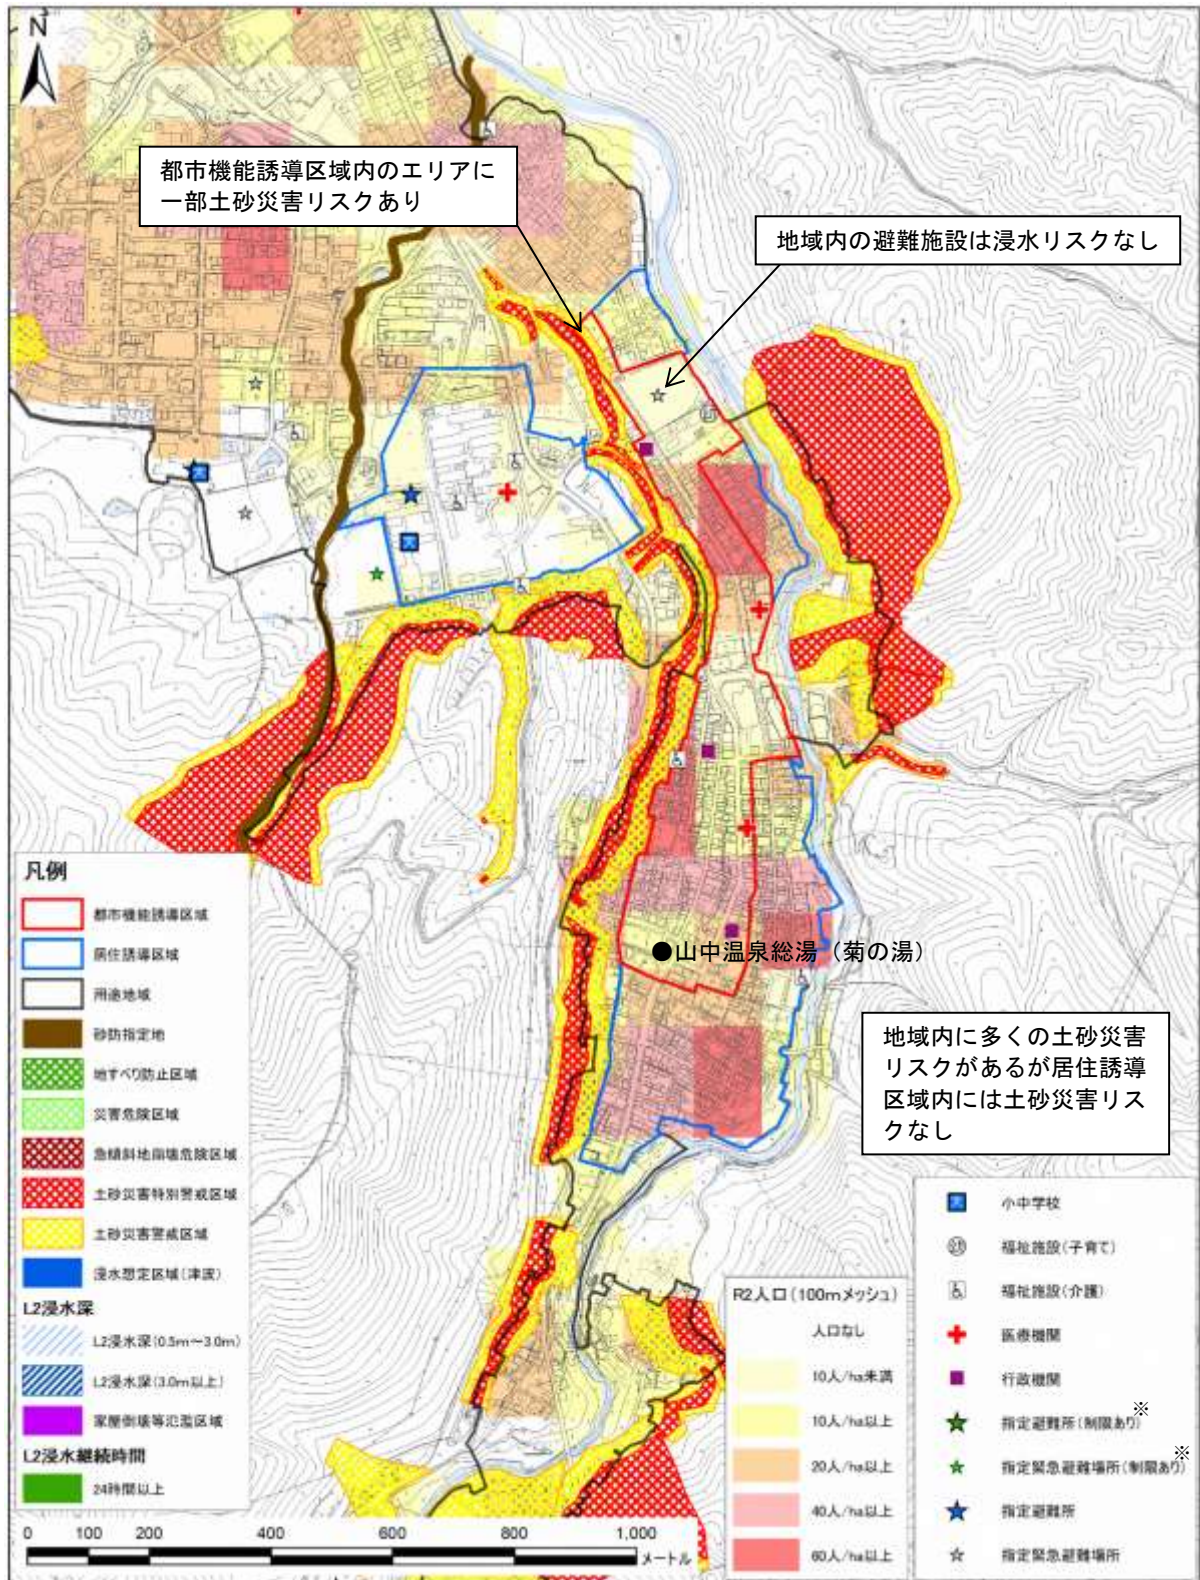 N
都市機能誘導区域内のエリアに
一部土砂災害リスクあり
地域内の避難施設は浸水リスクなし
●山中温泉総湯（菊の湯）
地域内に多くの土砂災害
リスクがあるが居住誘導
区域内には土砂災害リス
クなし
凡例
都市機能誘導区域
居住誘導区域
用途地域
砂防指定地
地すべり防止区域
災害危険区域
急傾斜地崩壊危険区域
土砂災害特別警戒区域
土砂災害警戒区域
浸水想定区域(津波)
L2浸水深
L2浸水深(0.5m～3.0m)
L2浸水深(3.0m以上)
家屋倒壊等氾濫区域
L2浸水継続時間
24時間以上
0 100 200 400 600 800 1,000
メートル
R2人口(100mメッシュ)
人口なし
10人/ha未満
10人/ha以上
20人/ha以上
40人/ha以上
60人/ha以上
小中学校
福祉施設(子育て)
福祉施設(介護)
医療機関
行政機関
指定避難所(制限あり)※
指定緊急避難場所(制限あり)※
指定避難所
指定緊急避難場所